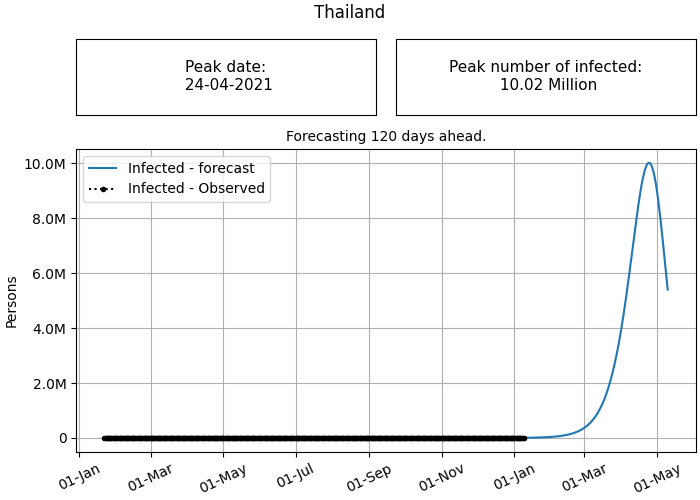 Thailand
Peak date:
24-04-2021
Peak number of infected:
10.02 Million
Forecasting 120 days ahead.
Infected - forecast
Infected - Observed
Persons
10.0M
8.0M
6.0M
4.0M
2.0M
0
01-Jan
01-Mar
01-May
01-Jul
01-Sep
01-Nov
01-Jan
01-Mar
01-May